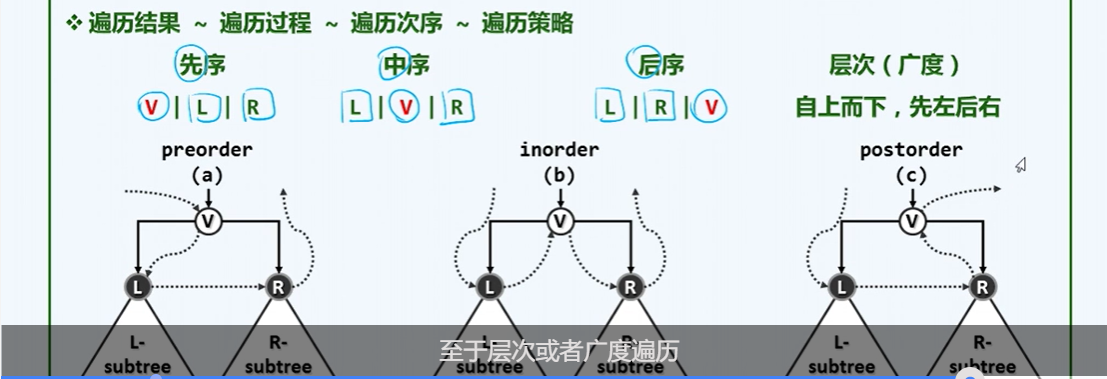 ❖ 遍历结果 ~ 遍历过程 ~ 遍历次序 ~ 遍历策略
先序 中序 后序 层次（广度）
V | L | R L | V | R L | R | V 自上而下，先左后右
preorder inorder postorder
(a) (b) (c)
V V V
L R L R L R
L- R- L- R- L- R-
subtree subtree subtree subtree subtree subtree
至于层次或者广度遍历